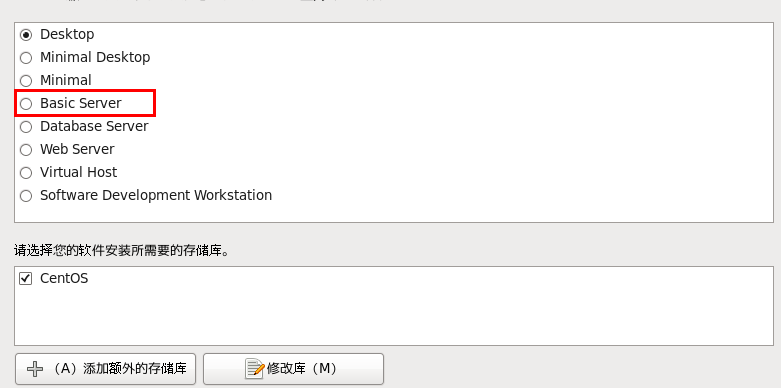 Desktop
Minimal Desktop
Minimal
Basic Server
Database Server
Web Server
Virtual Host
Software Development Workstation
请选择您的软件安装所需要的存储库。
CentOS
（A）添加额外的存储库
修改库（M）